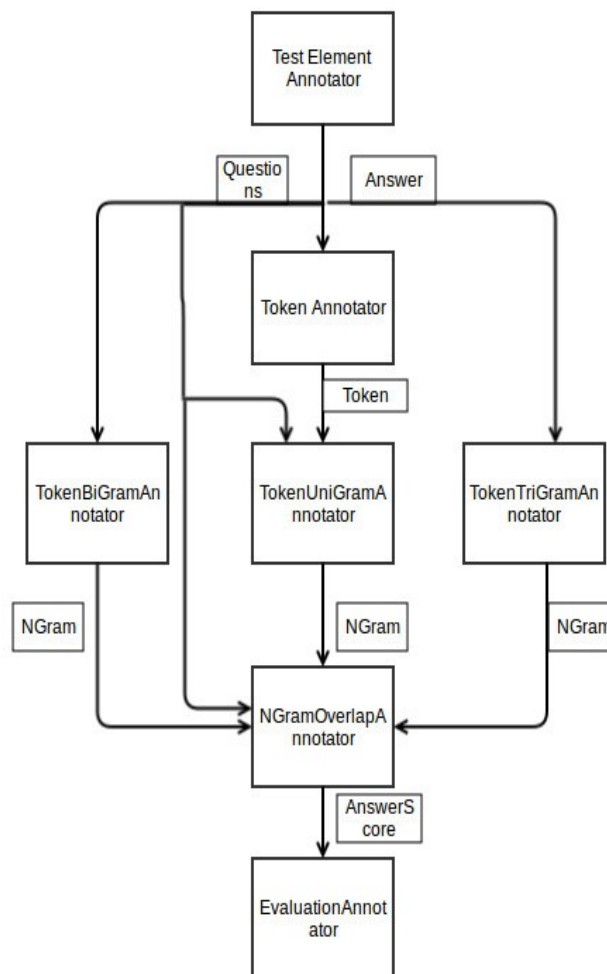 Test Element
Annotator
Questio
ns
Answer
Token Annotator
Token
TokenBiGramAn
notator
TokenUniGramA
nnotator
TokenTriGramAn
notator
NGram
NGram
NGram
NGramOverlapA
nnotator
AnswerS
core
EvaluationAnnot
ator